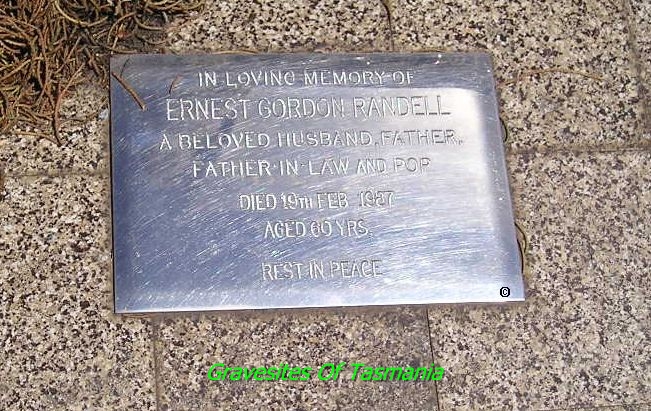 IN LOVING MEMORY OF
ERNEST GORDON RANDELL
A BELOVED HUSBAND, FATHER,
FATHER-IN-LAW AND POP
DIED 19TH FEB. 1987
AGED 60 YRS.
REST IN PEACE
©
Gravesites Of Tasmania